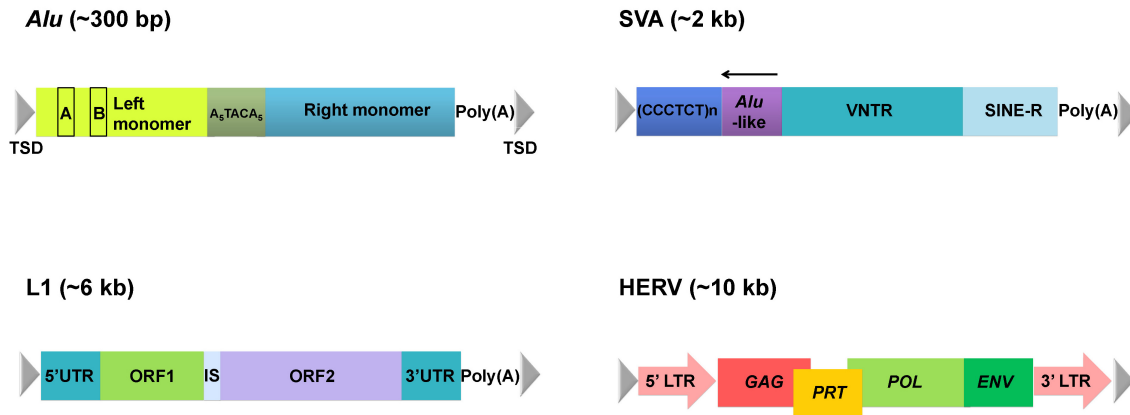 Alu (~300 bp)
SVA (~2 kb)
A
B
Left
monomer
A₅TACA₅
Right monomer
Poly(A)
TSD
TSD
(CCCTCT)n
Alu
-like
VNTR
SINE-R
Poly(A)
L1 (~6 kb)
HERV (~10 kb)
5'UTR
ORF1
IS
ORF2
3'UTR
Poly(A)
5' LTR
GAG
PRT
POL
ENV
3' LTR